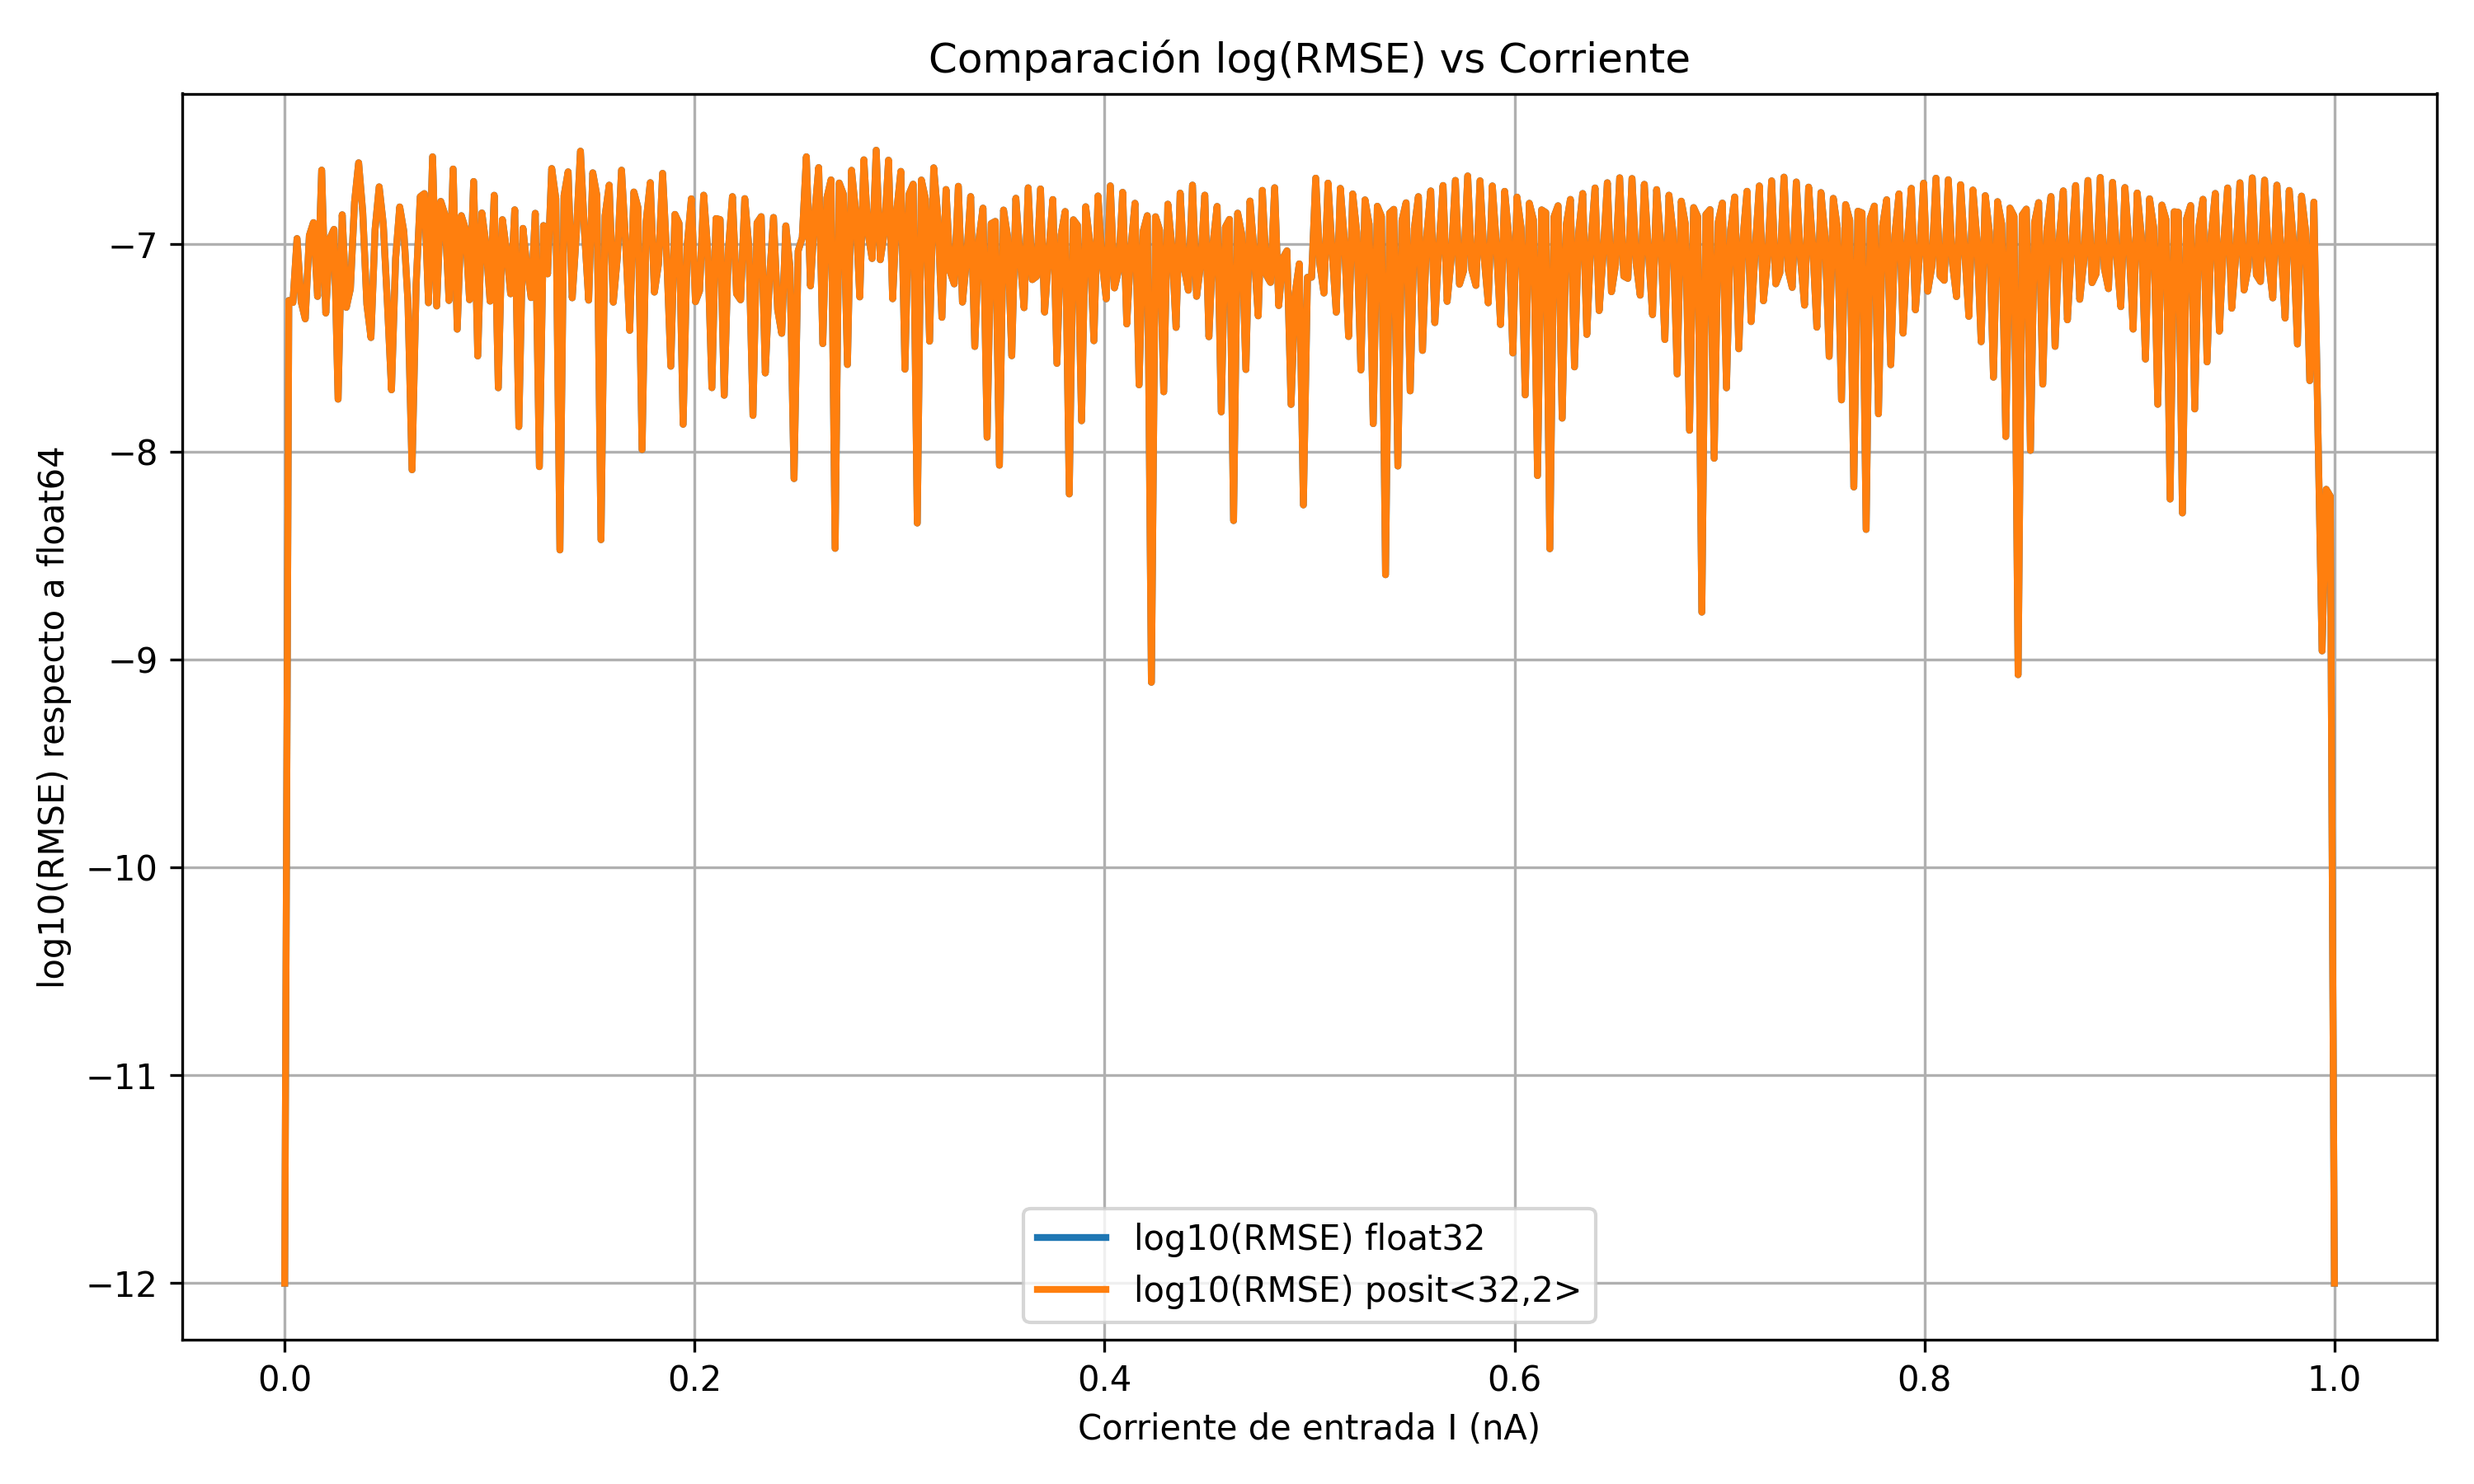 Comparación log(RMSE) vs Corriente
log10(RMSE) respecto a float64
−7
−8
−9
−10
−11
−12
log10(RMSE) float32
log10(RMSE) posit<32,2>
0.0 0.2 0.4 0.6 0.8 1.0
Corriente de entrada I (nA)